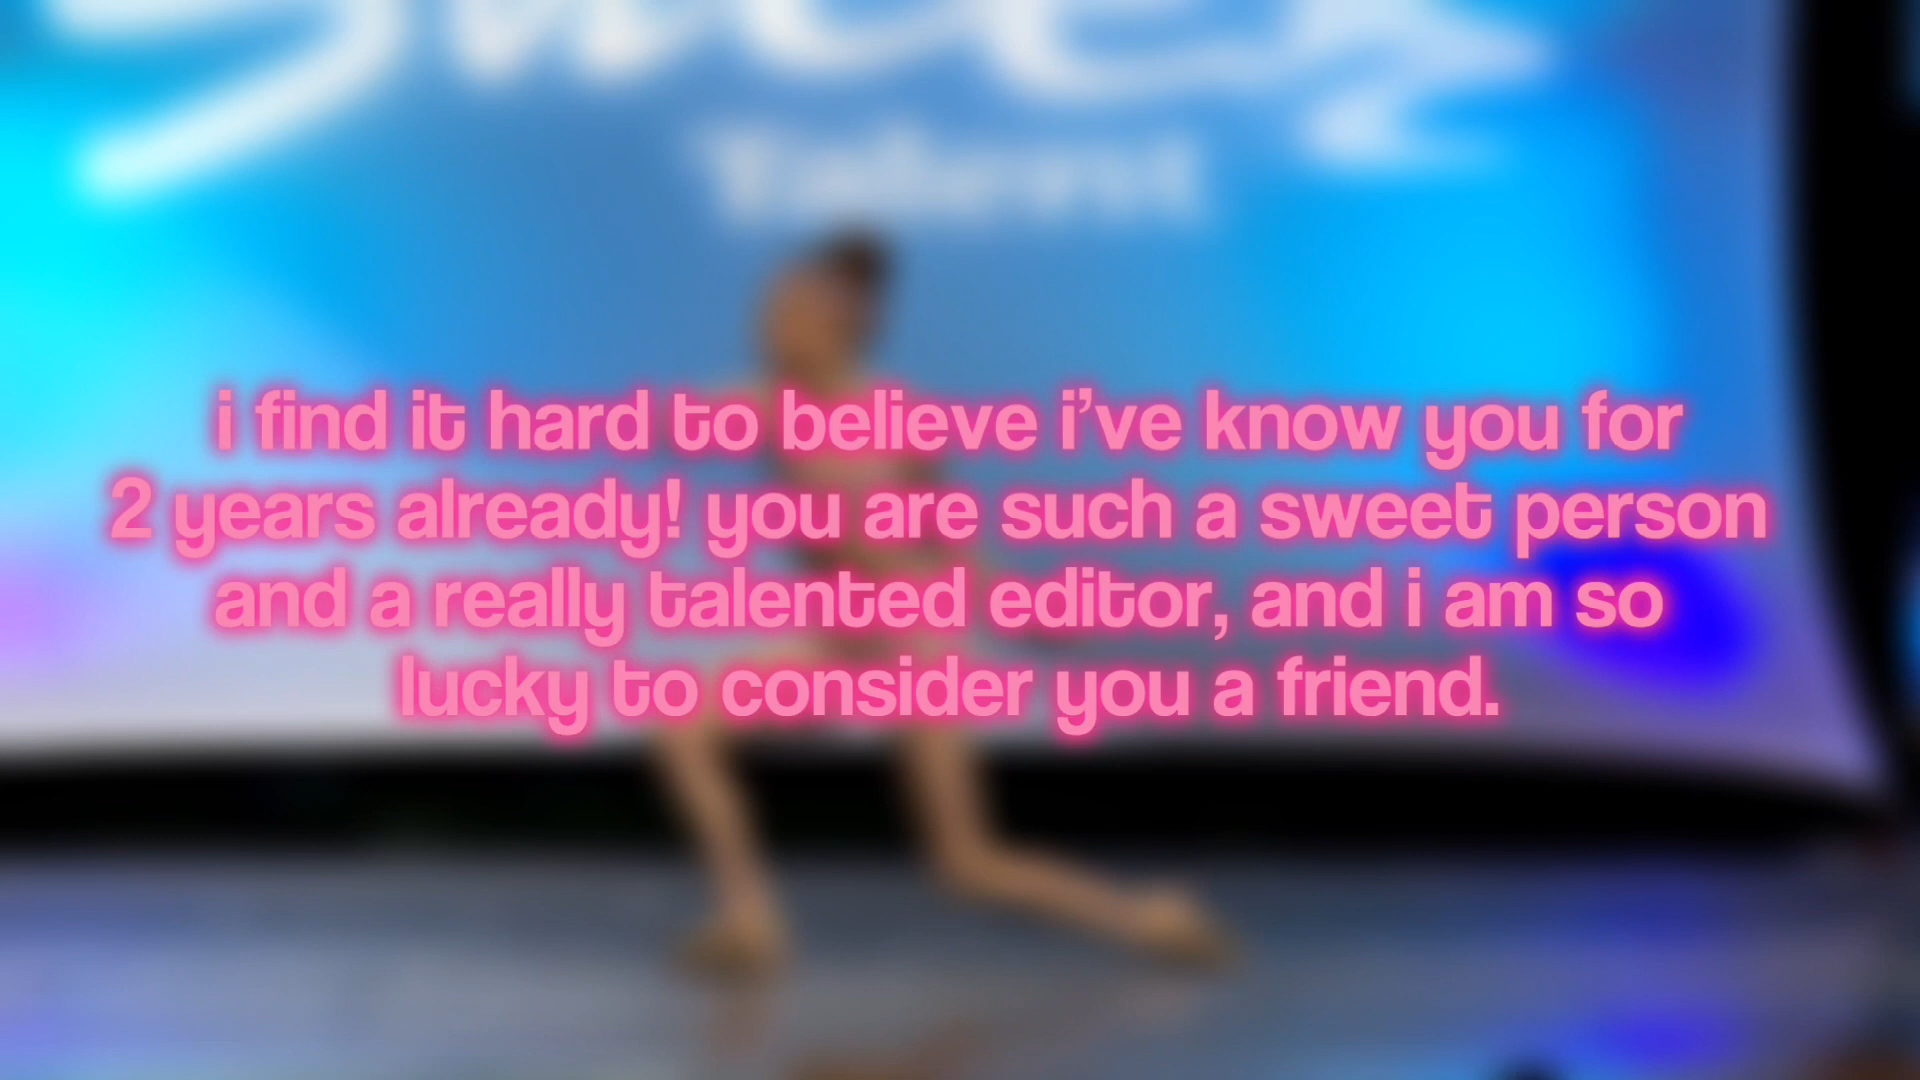 Talent
i find it hard to believe i've know you for
2 years already! you are such a sweet person
and a really talented editor, and i am so
lucky to consider you a friend.